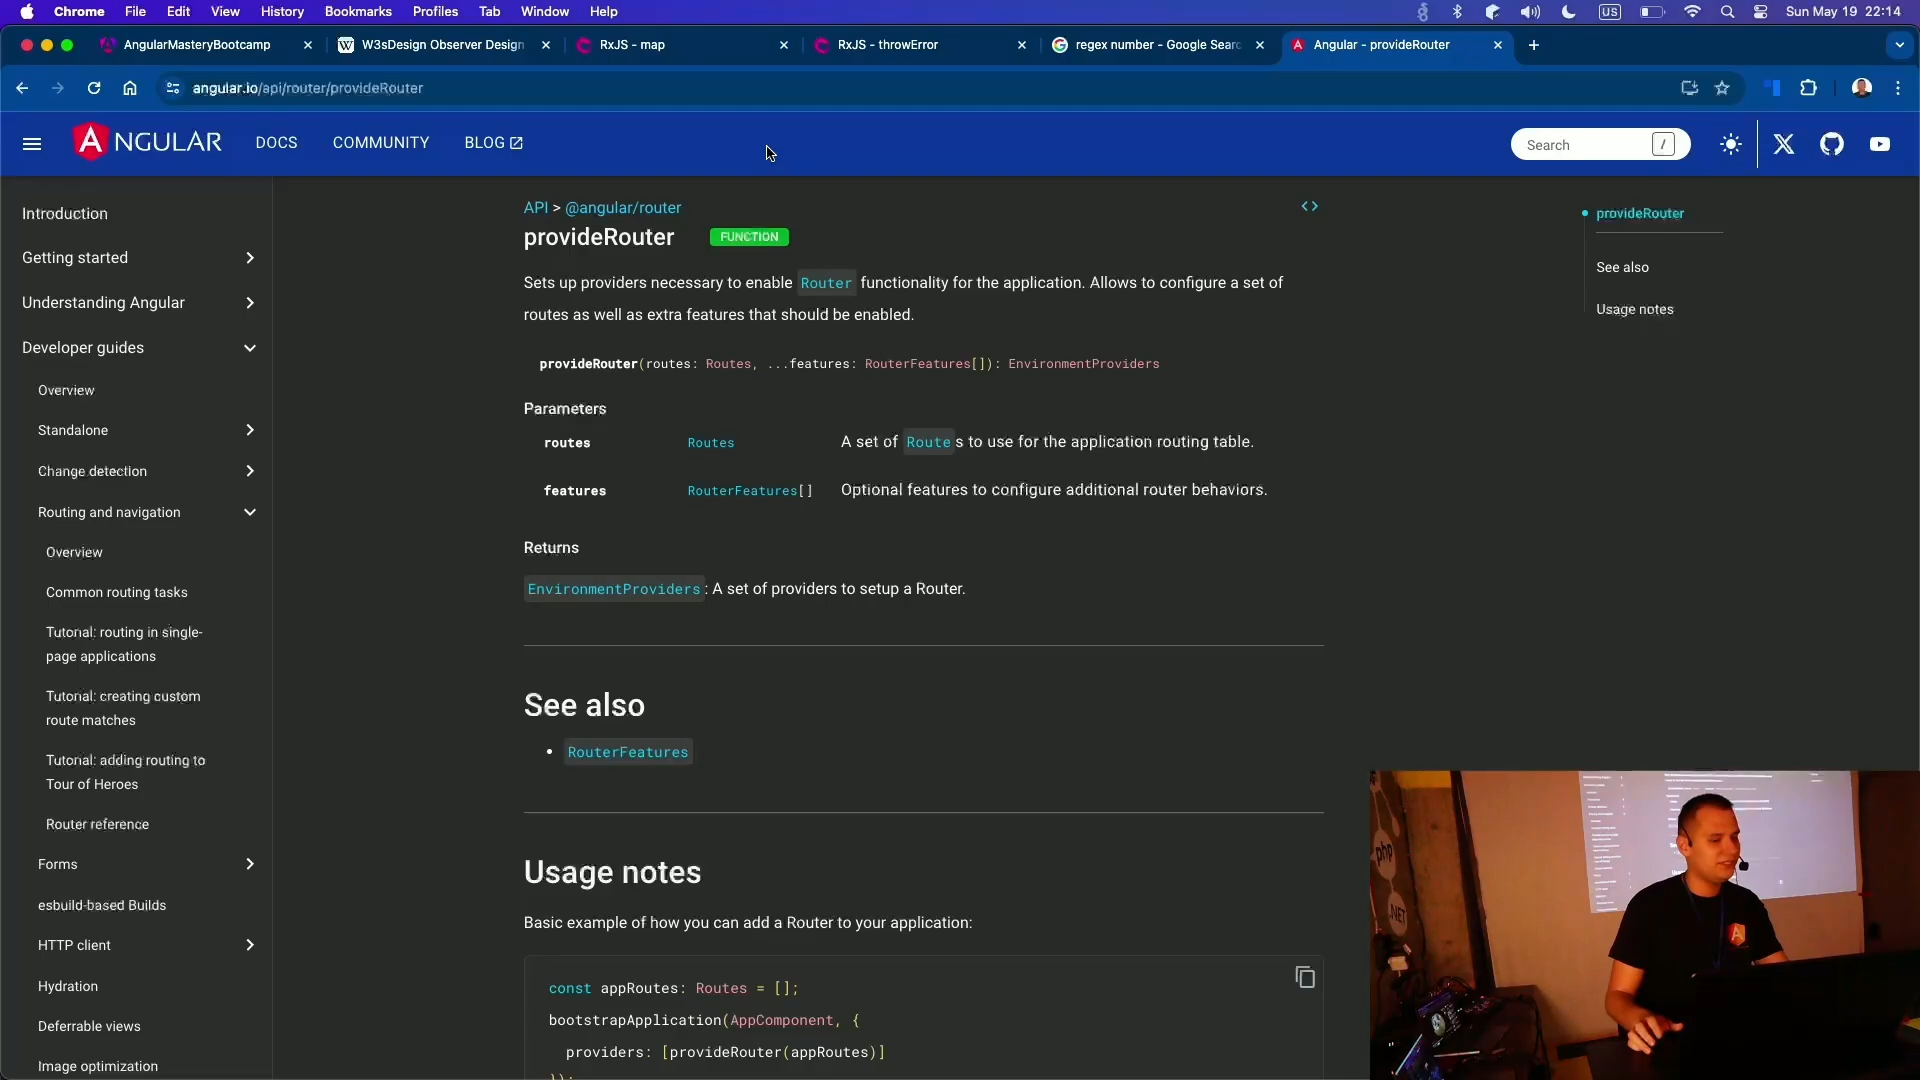 Chrome File Edit View History Bookmarks Profiles Tab Window Help US Sun May 19 22:14
AngularMasteryBootcamp W3sDesign Observer Design RxJS - map RxJS - throwError regex number - Google Searc Angular - provideRouter
angular.io/api/router/provideRouter
ANGULAR DOCS COMMUNITY BLOG Search /
Introduction
Getting started
Understanding Angular
Developer guides
Overview
Standalone
Change detection
Routing and navigation
Overview
Common routing tasks
Tutorial: routing in single-
page applications
Tutorial: creating custom
route matches
Tutorial: adding routing to
Tour of Heroes
Router reference
Forms
esbuild-based Builds
HTTP client
Hydration
Deferrable views
Image optimization
API > @angular/router
provideRouter FUNCTION
Sets up providers necessary to enable Router functionality for the application. Allows to configure a set of
routes as well as extra features that should be enabled.
provideRouter(routes: Routes, ...features: RouterFeatures[]): EnvironmentProviders
Parameters
routes Routes A set of Routes to use for the application routing table.
features RouterFeatures[] Optional features to configure additional router behaviors.
Returns
EnvironmentProviders: A set of providers to setup a Router.
See also
RouterFeatures
Usage notes
Basic example of how you can add a Router to your application:
const appRoutes: Routes = [];
bootstrapApplication(AppComponent, {
providers: [provideRouter(appRoutes)]
});
provideRouter
See also
Usage notes
php
.NET